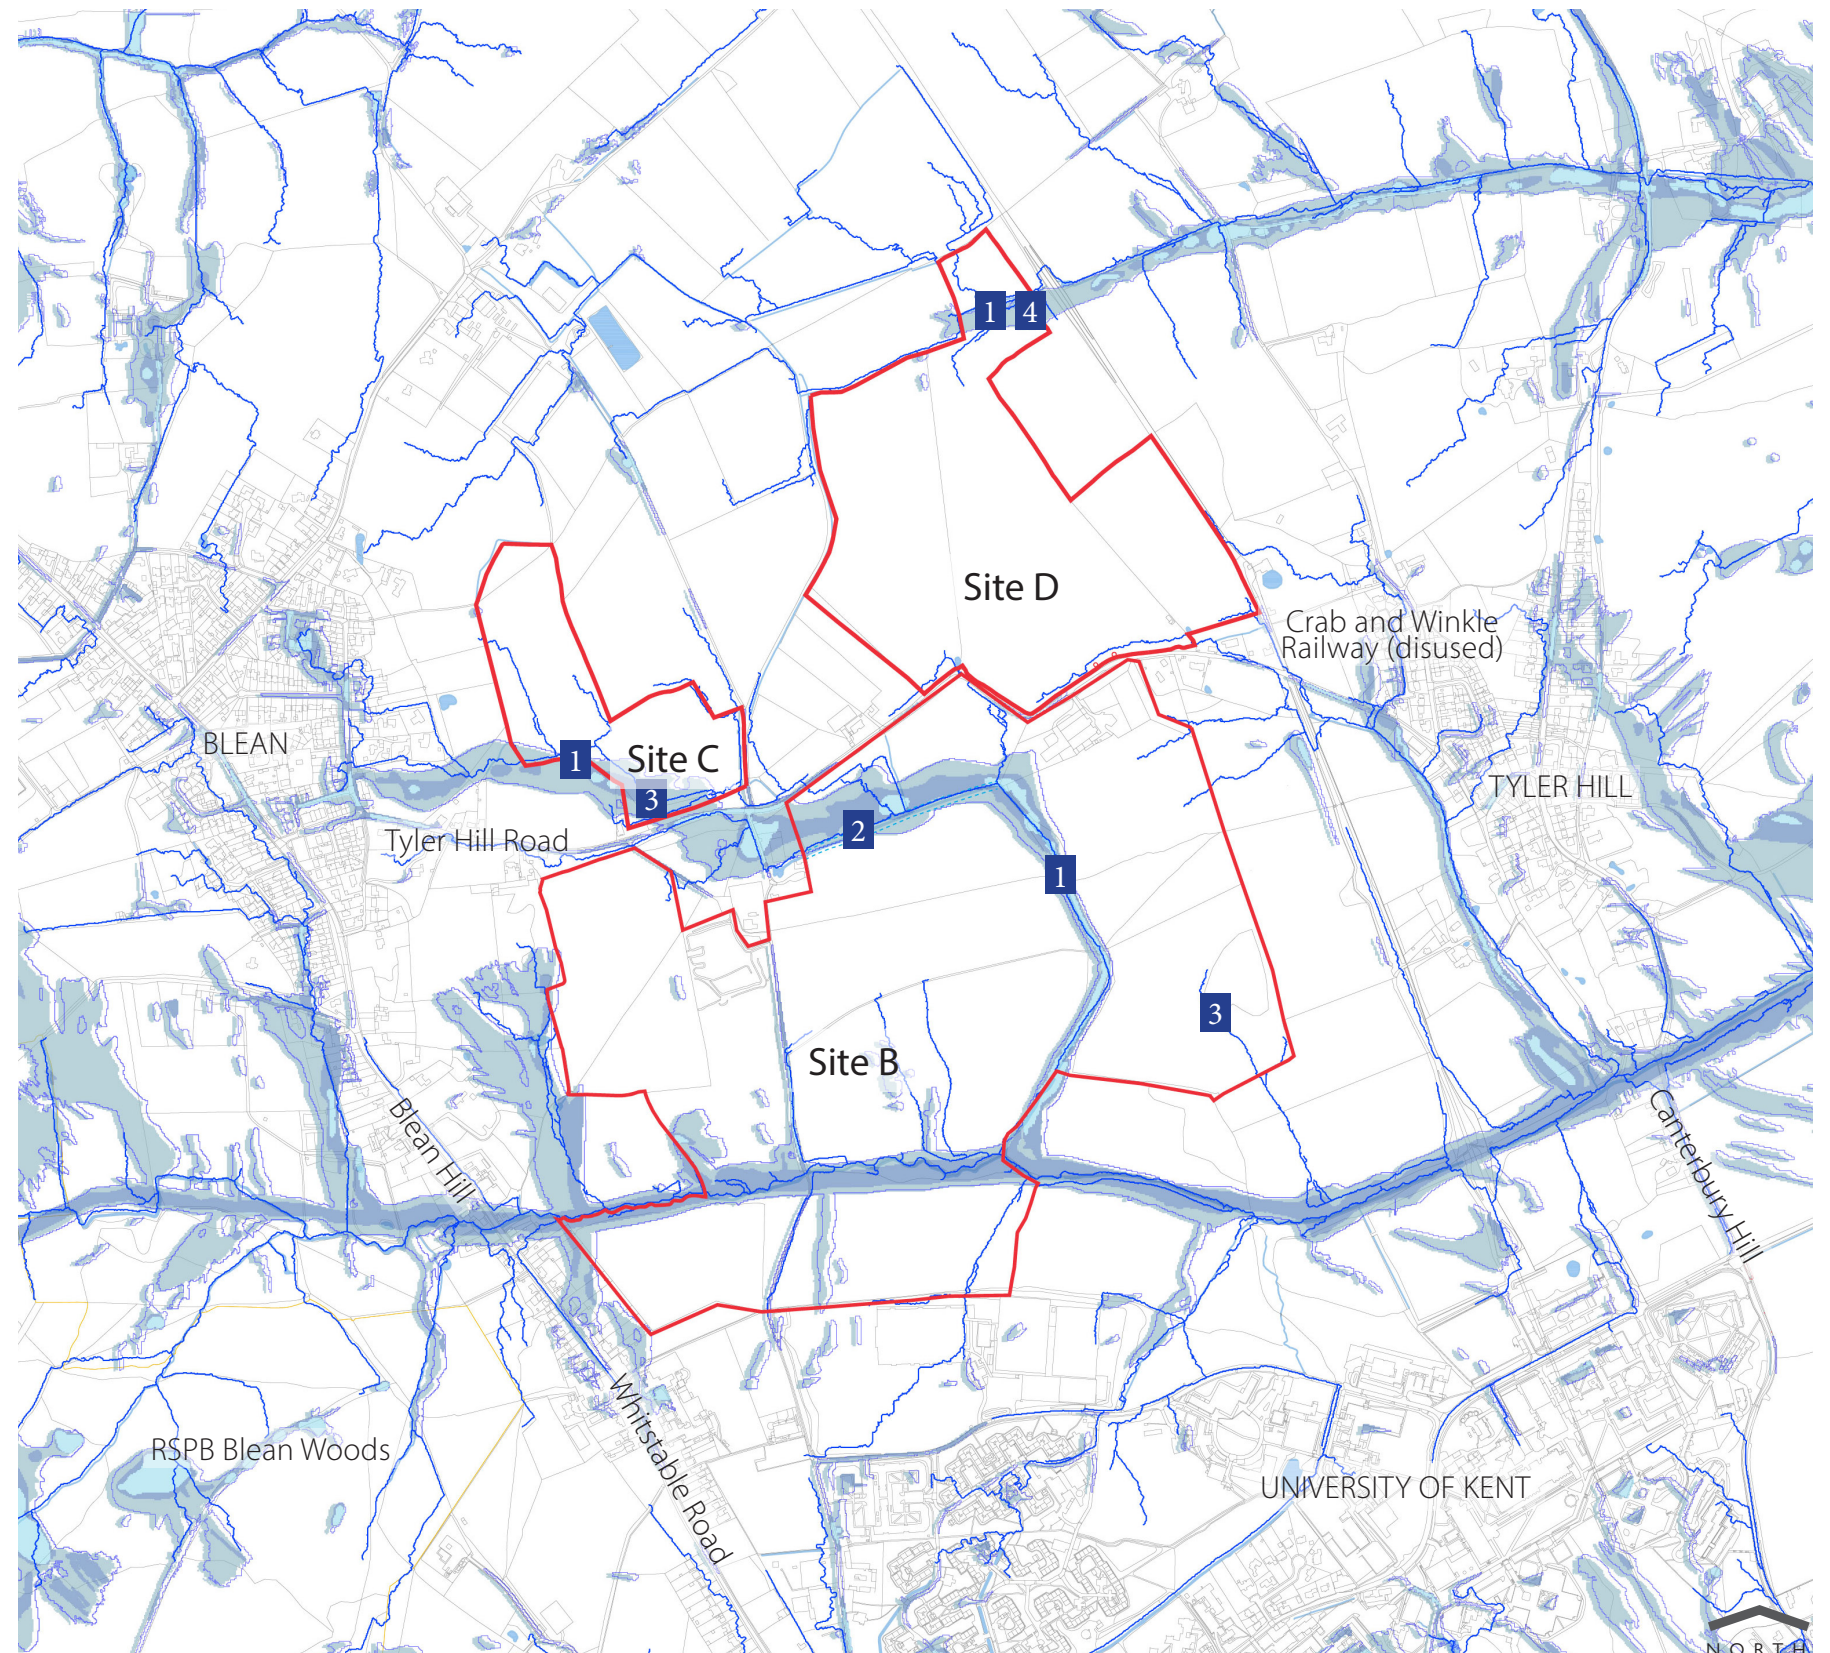 1 4
Site D
Crab and Winkle
Railway (disused)
BLEAN
1
Site C
3
TYLER HILL
Tyler Hill Road
2
1
3
Site B
Blean Hill
Canterbury Hill
Whitstable Road
RSPB Blean Woods
UNIVERSITY OF KENT
NORTH